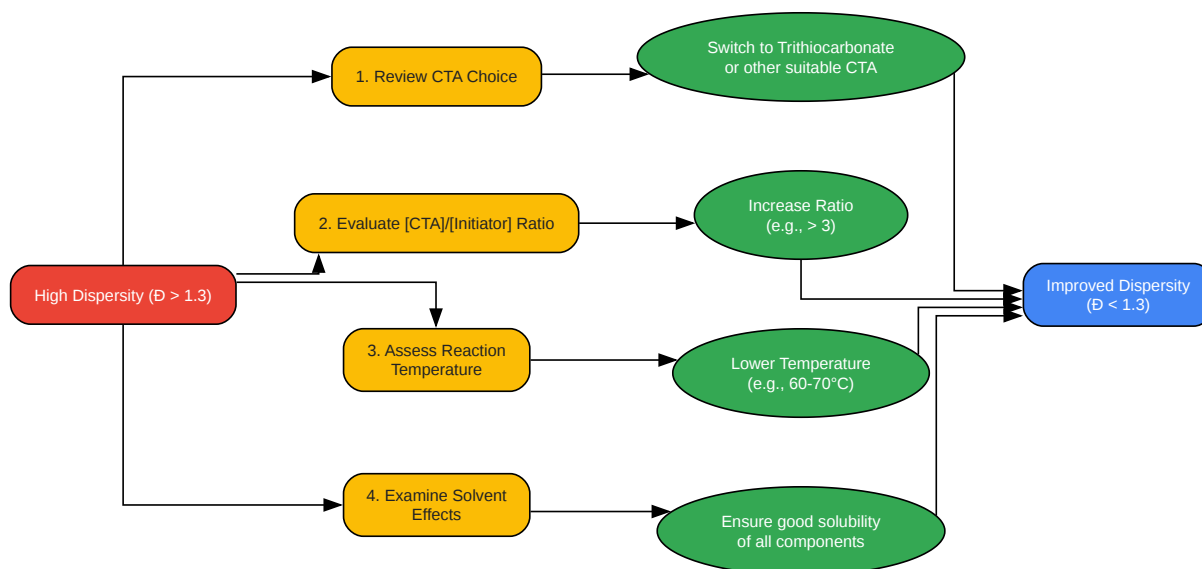 Switch to Trithiocarbonate
or other suitable CTA
1. Review CTA Choice
2. Evaluate [CTA]/[Initiator] Ratio
Increase Ratio
(e.g., > 3)
High Dispersity (Đ > 1.3)
Improved Dispersity
(Đ < 1.3)
3. Assess Reaction
Temperature
Lower Temperature
(e.g., 60-70°C)
4. Examine Solvent
Effects
Ensure good solubility
of all components